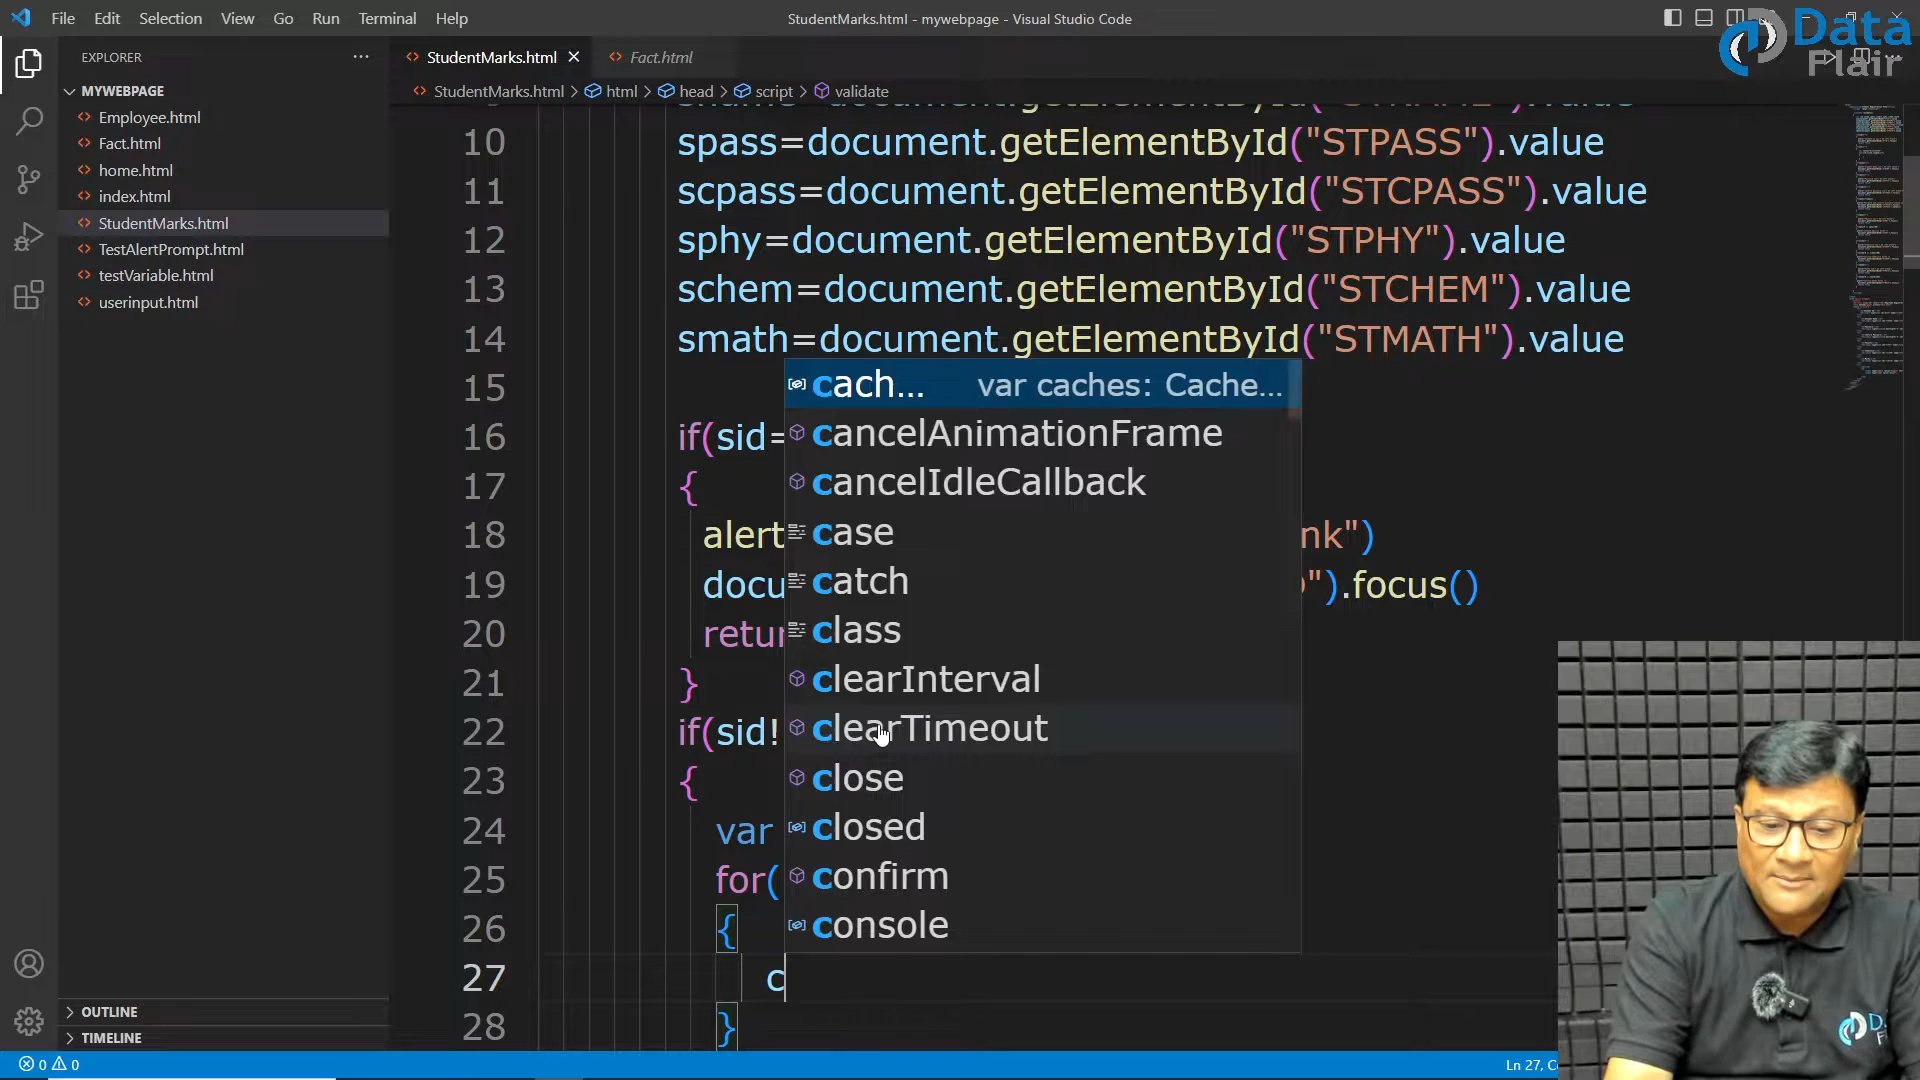 File Edit Selection View Go Run Terminal Help
StudentMarks.html - mywebpage - Visual Studio Code
Data
Flair
EXPLORER
StudentMarks.html
Fact.html
MYWEBPAGE
StudentMarks.html > html > head > script > validate
Employee.html
Fact.html
home.html
index.html
StudentMarks.html
TestAlertPrompt.html
testVariable.html
userinput.html
10 spass=document.getElementById("STPASS").value
11 scpass=document.getElementById("STCPASS").value
12 sphy=document.getElementById("STPHY").value
13 schem=document.getElementById("STCHEM").value
14 smath=document.getElementById("STMATH").value
15
16 if(sid=
17 {
18 alert nk")
19 docu ").focus()
20 retur
21 }
22 if(sid!
23 {
24 var
25 for(
26 {
27 c
28 }
cach... var caches: Cache...
cancelAnimationFrame
cancelIdleCallback
case
catch
class
clearInterval
clearTimeout
close
closed
confirm
console
OUTLINE
TIMELINE
0 0
Ln 27, C